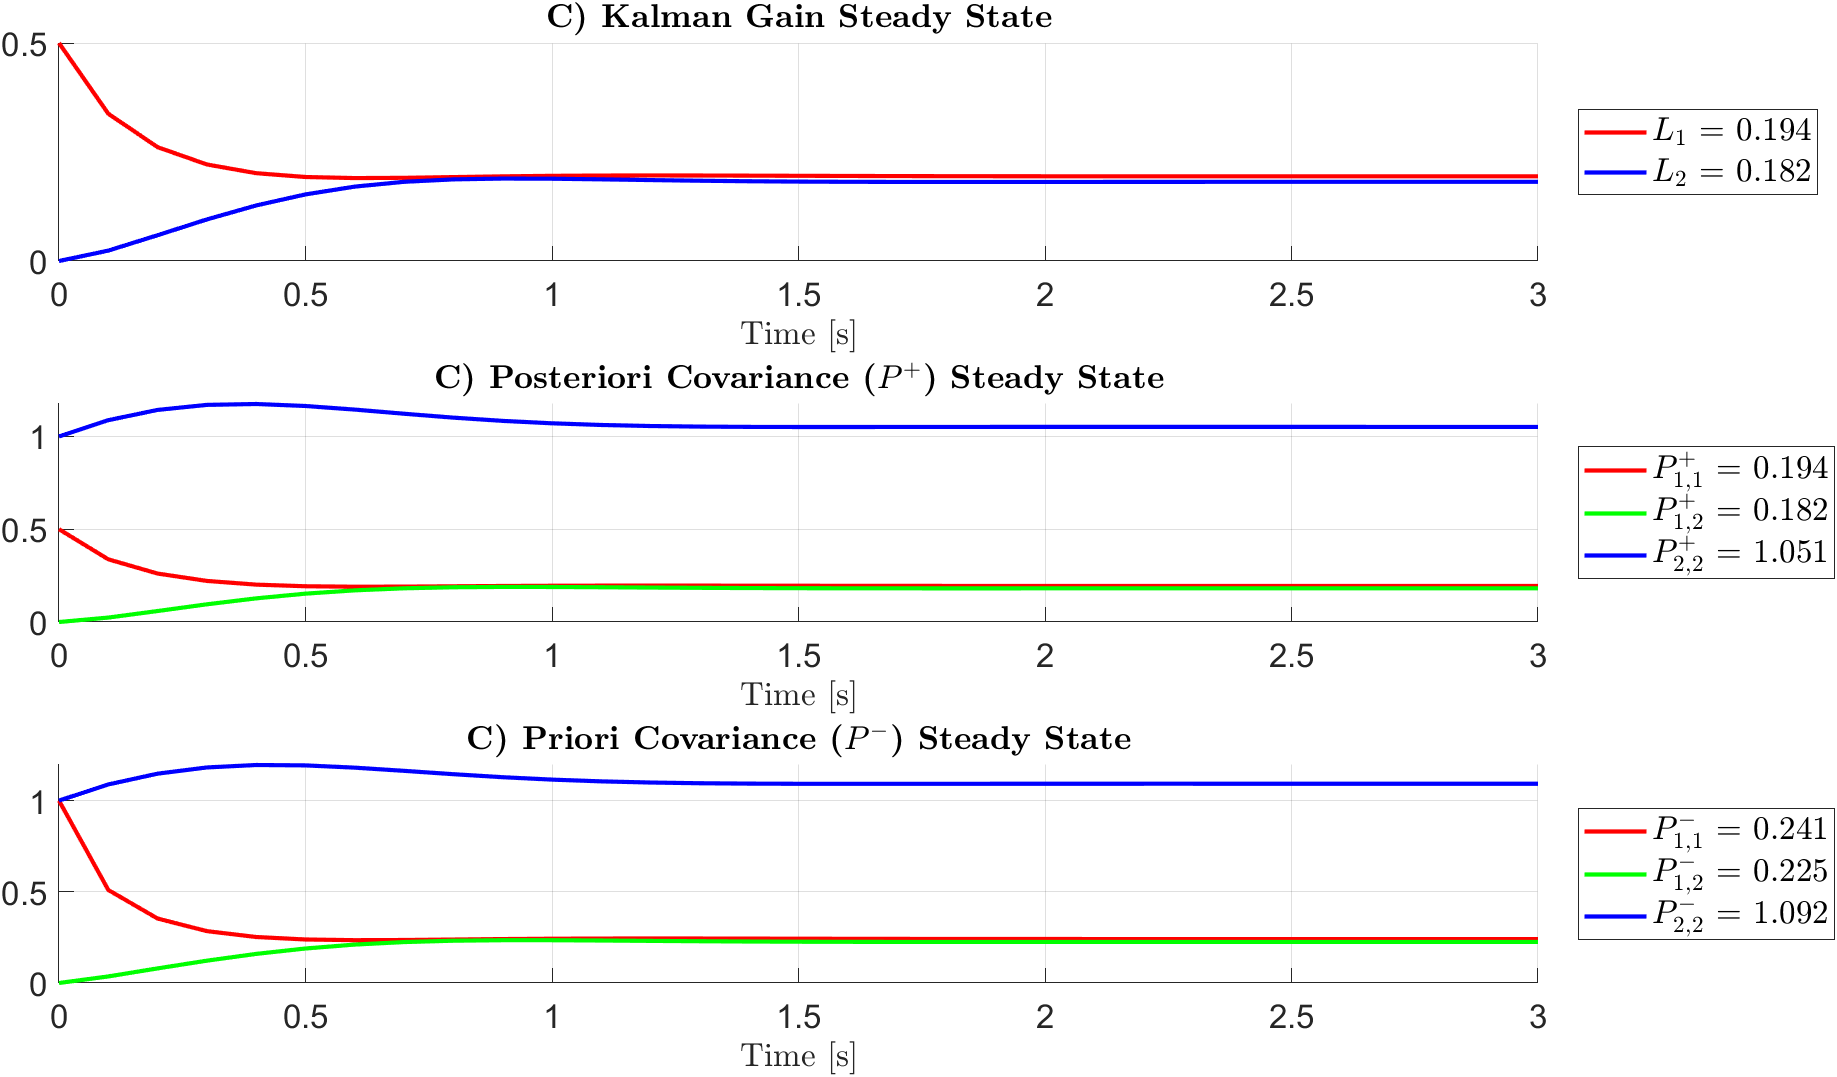 C) Kalman Gain Steady State
0.5
0
0 0.5 1 1.5 2 2.5 3
Time [s]
L₁ = 0.194
L₂ = 0.182
C) Posteriori Covariance (P⁺) Steady State
1
0.5
0
0 0.5 1 1.5 2 2.5 3
Time [s]
P⁺₁,₁ = 0.194
P⁺₁,₂ = 0.182
P⁺₂,₂ = 1.051
C) Priori Covariance (P⁻) Steady State
1
0.5
0
0 0.5 1 1.5 2 2.5 3
Time [s]
P⁻₁,₁ = 0.241
P⁻₁,₂ = 0.225
P⁻₂,₂ = 1.092